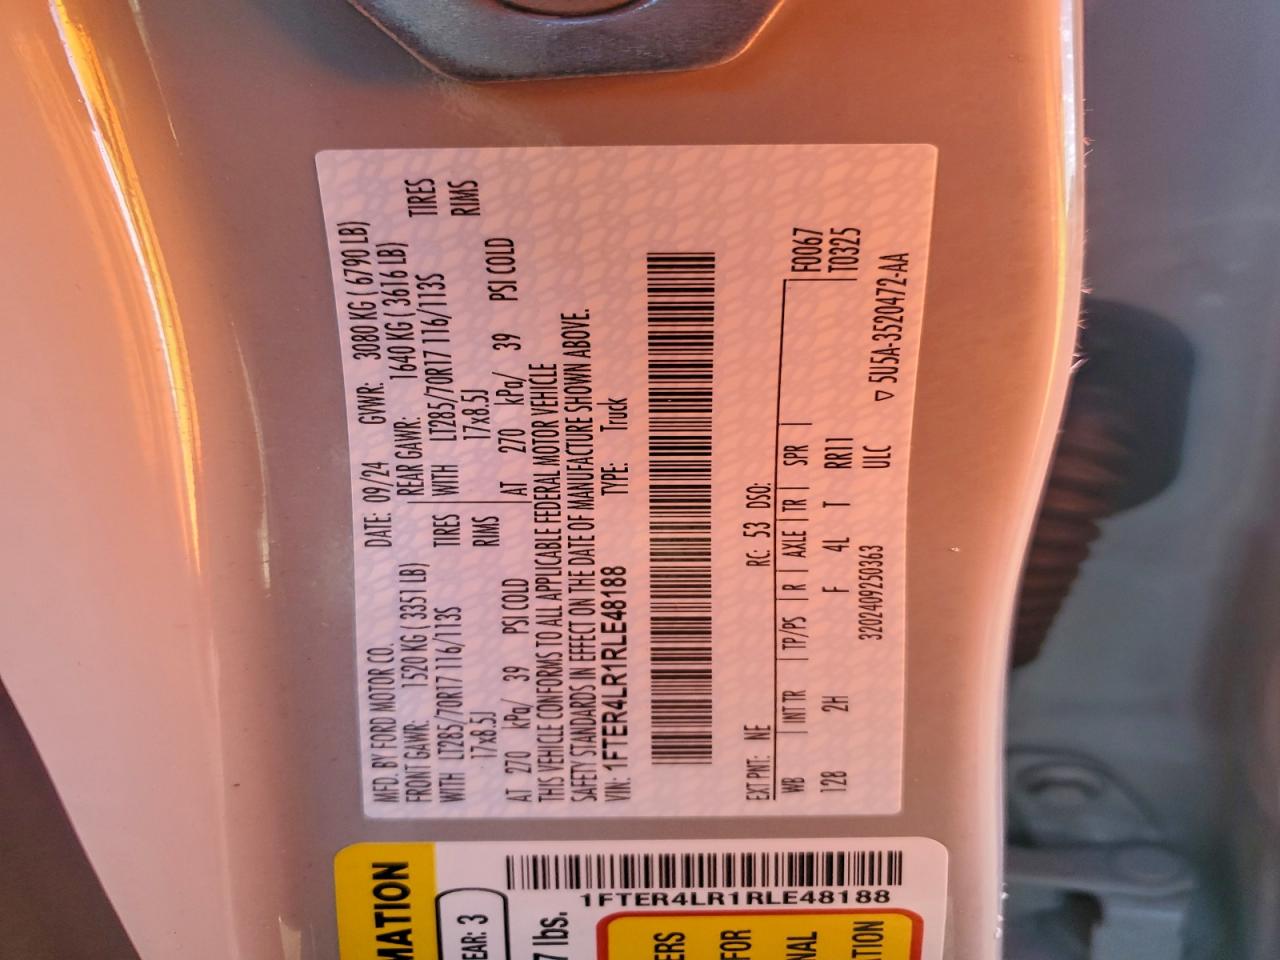 MFD. BY FORD MOTOR CO.
DATE: 09/24 GVWR: 3080 KG ( 6790 LB)
FRONT GAWR: 1520 KG ( 3351 LB)
REAR GAWR: 1640 KG ( 3616 LB)
WITH LT285/70R17 116/113S TIRES
WITH LT285/70R17 116/113S TIRES
17x8.5J RIMS
17x8.5J RIMS
AT 270 kPa/ 39 PSI COLD
AT 270 kPa/ 39 PSI COLD
THIS VEHICLE CONFORMS TO ALL APPLICABLE FEDERAL MOTOR VEHICLE
SAFETY STANDARDS IN EFFECT ON THE DATE OF MANUFACTURE SHOWN ABOVE.
VIN: 1FTER4LR1RLE48188 TYPE: Truck
EXT PNT: NE RC: 53 DSO:
F0067
WB | INT TR | TP/PS | R | AXLE | TR | SPR | T0325
128 2H F 4L T RR11
3202409250363 ULC ▽ 5U5A-3520472-AA
MATION
EAR: 3
1FTER4LR1RLE48188
7 lbs.
ERS
FOR
NAL
TION